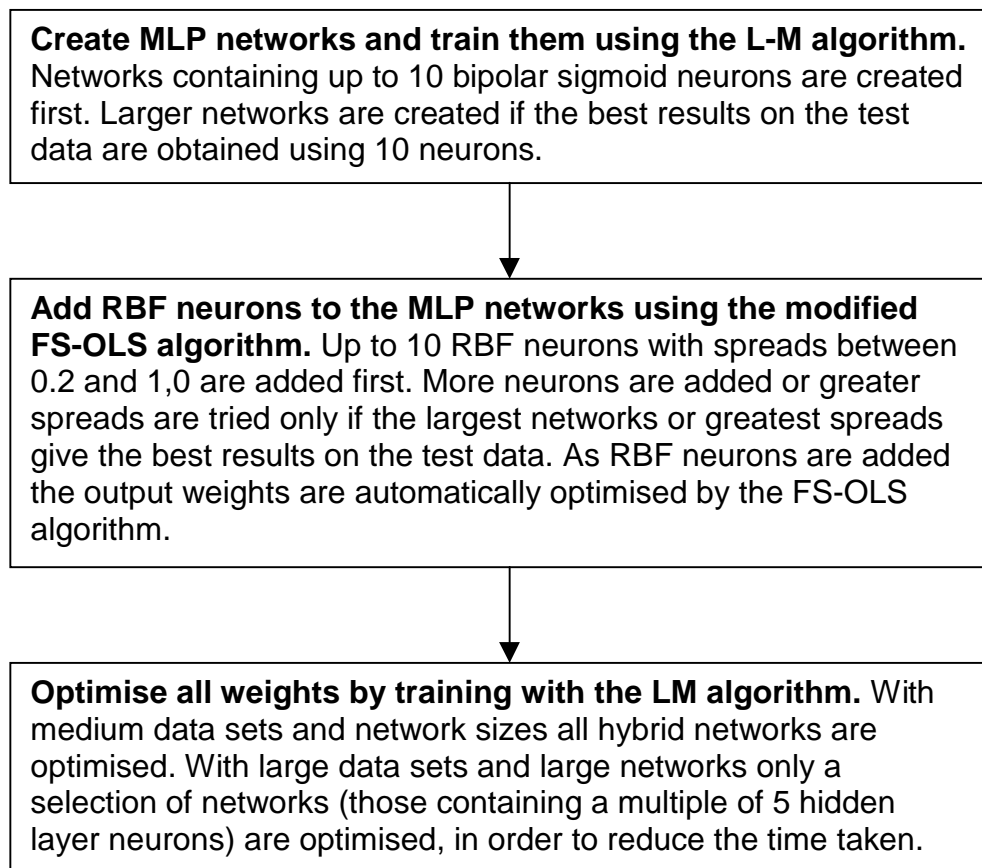 Create MLP networks and train them using the L-M algorithm.
Networks containing up to 10 bipolar sigmoid neurons are created
first. Larger networks are created if the best results on the test
data are obtained using 10 neurons.
Add RBF neurons to the MLP networks using the modified
FS-OLS algorithm. Up to 10 RBF neurons with spreads between
0.2 and 1,0 are added first. More neurons are added or greater
spreads are tried only if the largest networks or greatest spreads
give the best results on the test data. As RBF neurons are added
the output weights are automatically optimised by the FS-OLS
algorithm.
Optimise all weights by training with the LM algorithm. With
medium data sets and network sizes all hybrid networks are
optimised. With large data sets and large networks only a
selection of networks (those containing a multiple of 5 hidden
layer neurons) are optimised, in order to reduce the time taken.